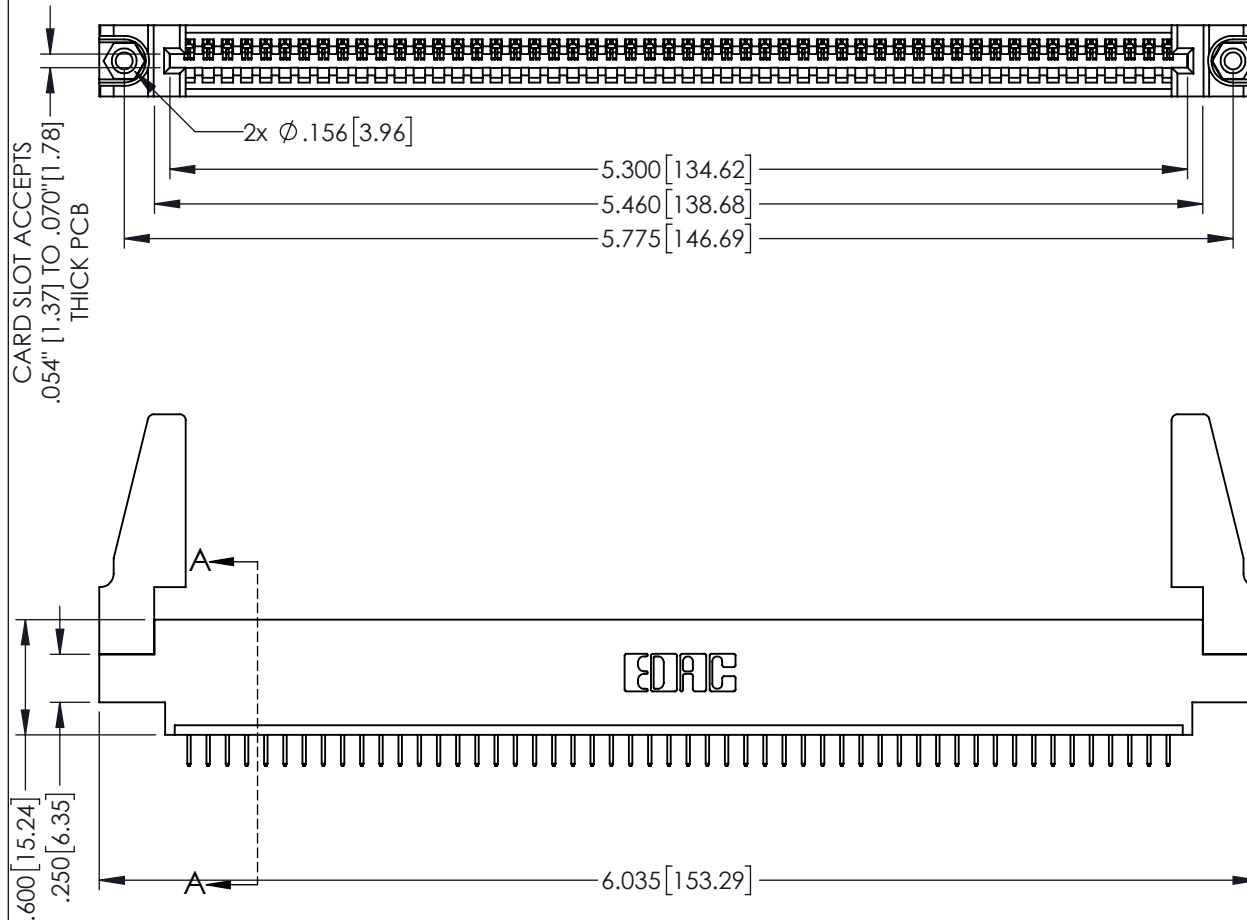 2x ∅ .156[3.96]
5.300[134.62]
5.460[138.68]
5.775[146.69]
CARD SLOT ACCEPTS
.054" [1.37] TO .070"[1.78]
THICK PCB
A
EDAC
.600[15.24]
.250[6.35]
A
6.035[153.29]